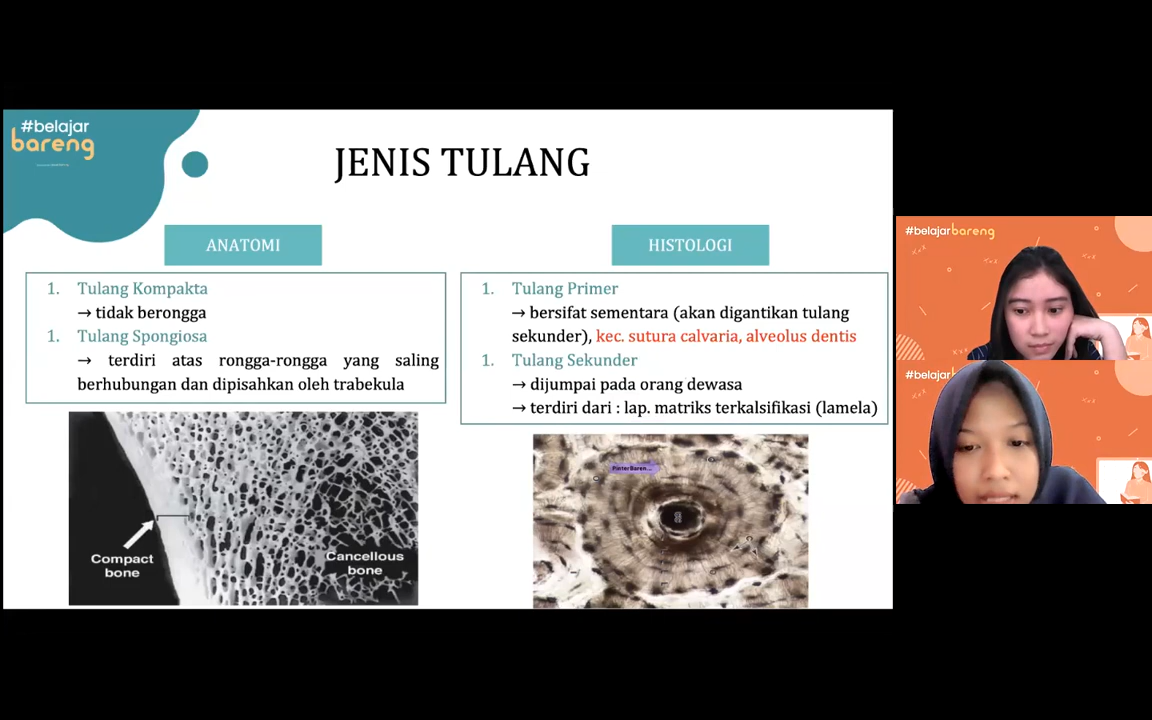 #belajar
bareng
JENIS TULANG
ANATOMI
1. Tulang Kompakta
→ tidak berongga
1. Tulang Spongiosa
→ terdiri atas rongga-rongga yang saling
berhubungan dan dipisahkan oleh trabekula
Compact
bone
Cancellous
bone
HISTOLOGI
1. Tulang Primer
→ bersifat sementara (akan digantikan tulang
sekunder), kec. sutura calvaria, alveolus dentis
1. Tulang Sekunder
→ dijumpai pada orang dewasa
→ terdiri dari : lap. matriks terkalsifikasi (lamela)
PinterBaren...
#belajarbareng
#belajar